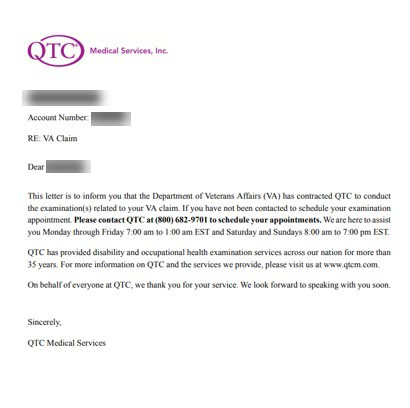 QTC® Medical Services, Inc.
Account Number:
RE: VA Claim
Dear
This letter is to inform you that the Department of Veterans Affairs (VA) has contracted QTC to conduct
the examination(s) related to your VA claim. If you have not been contacted to schedule your examination
appointment. Please contact QTC at (800) 682-9701 to schedule your appointments. We are here to assist
you Monday through Friday 7:00 am to 1:00 am EST and Saturday and Sundays 8:00 am to 7:00 pm EST.
QTC has provided disability and occupational health examination services across our nation for more than
35 years. For more information on QTC and the services we provide, please visit us at www.qtcm.com.
On behalf of everyone at QTC, we thank you for your service. We look forward to speaking with you soon.
Sincerely,
QTC Medical Services